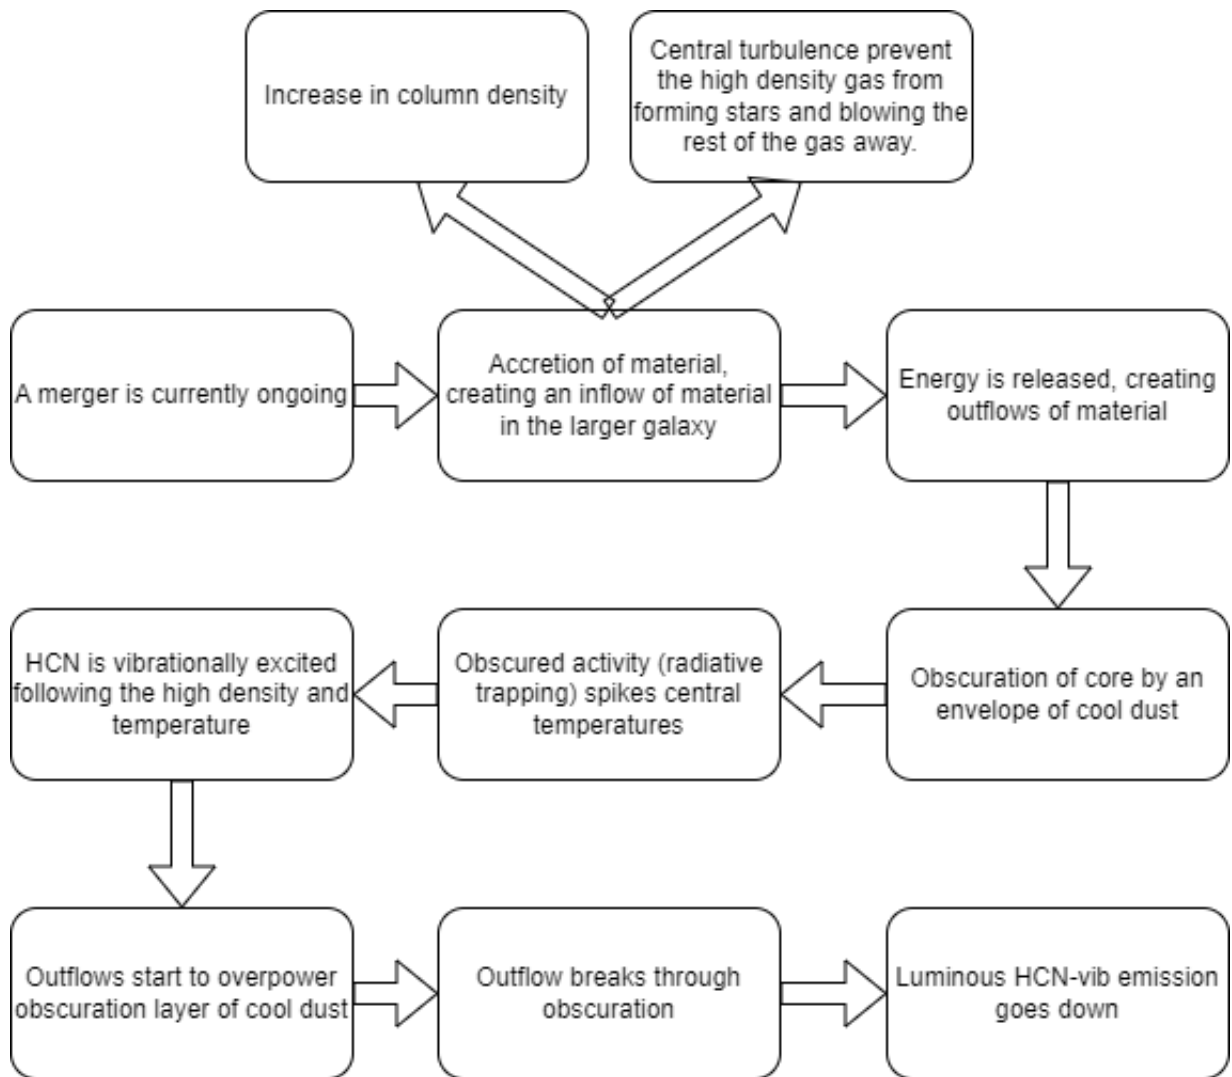 Increase in column density
Central turbulence prevent
the high density gas from
forming stars and blowing the
rest of the gas away.
A merger is currently ongoing
Accretion of material,
creating an inflow of material
in the larger galaxy
Energy is released, creating
outflows of material
HCN is vibrationally excited
following the high density and
temperature
Obscured activity (radiative
trapping) spikes central
temperatures
Obscuration of core by an
envelope of cool dust
Outflows start to overpower
obscuration layer of cool dust
Outflow breaks through
obscuration
Luminous HCN-vib emission
goes down